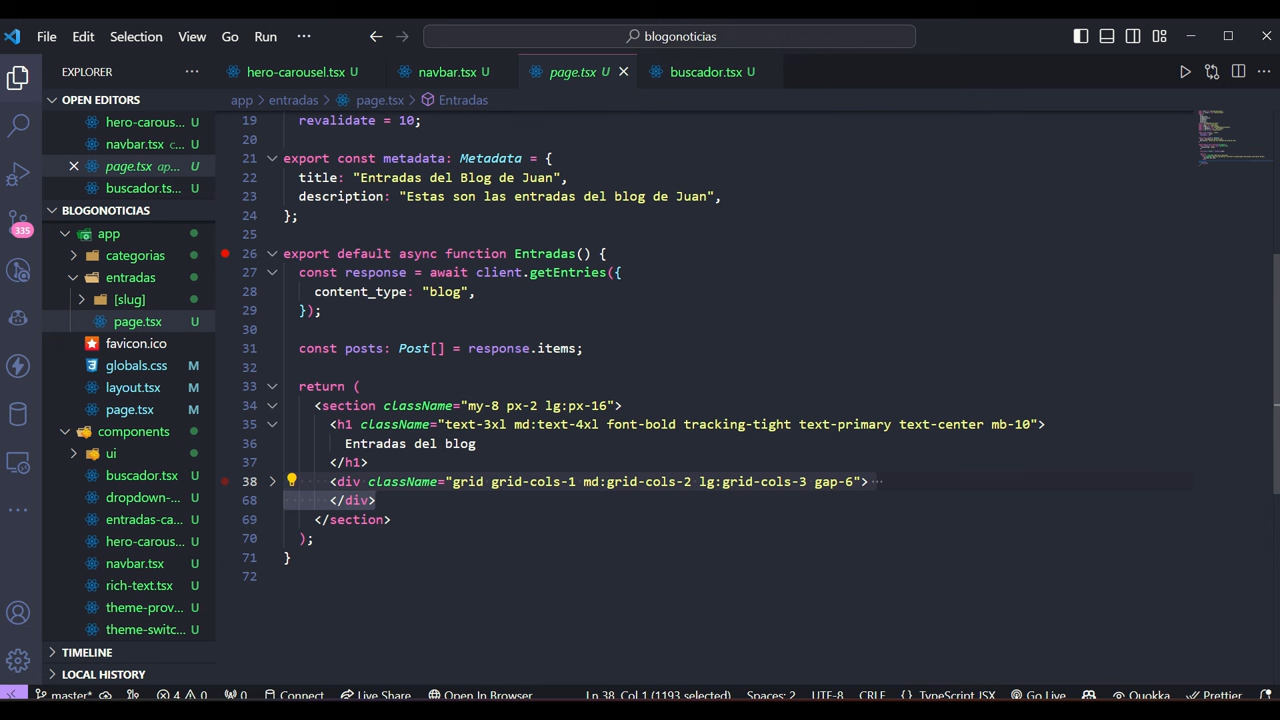 File Edit Selection View Go Run ··· blogonoticias
EXPLORER ···
hero-carousel.tsx U navbar.tsx U page.tsx U buscador.tsx U
OPEN EDITORS
hero-carous... U
navbar.tsx c... U
page.tsx ap... U
buscador.ts... U
BLOGONOTICIAS
app
categorias
entradas
[slug]
page.tsx U
favicon.ico
globals.css M
layout.tsx M
page.tsx M
components
ui
buscador.tsx U
dropdown-... U
entradas-ca... U
hero-carous... U
navbar.tsx U
rich-text.tsx U
theme-prov... U
theme-switc... U
TIMELINE
LOCAL HISTORY
335
app > entradas > page.tsx > Entradas
19 revalidate = 10;
20
21 export const metadata: Metadata = {
22 title: "Entradas del Blog de Juan",
23 description: "Estas son las entradas del blog de Juan",
24 };
25
26 export default async function Entradas() {
27 const response = await client.getEntries({
28 content_type: "blog",
29 });
30
31 const posts: Post[] = response.items;
32
33 return (
34 <section className="my-8 px-2 lg:px-16">
35 <h1 className="text-3xl md:text-4xl font-bold tracking-tight text-primary text-center mb-10">
36 Entradas del blog
37 </h1>
38 <div className="grid grid-cols-1 md:grid-cols-2 lg:grid-cols-3 gap-6"> ···
68 </div>
69 </section>
70 );
71 }
72
master* 4 0 0 Connect Live Share Open In Browser Ln 38, Col 1 (1193 selected) Spaces: 2 UTF-8 CRLF {} TypeScript JSX Go Live Quokka Prettier